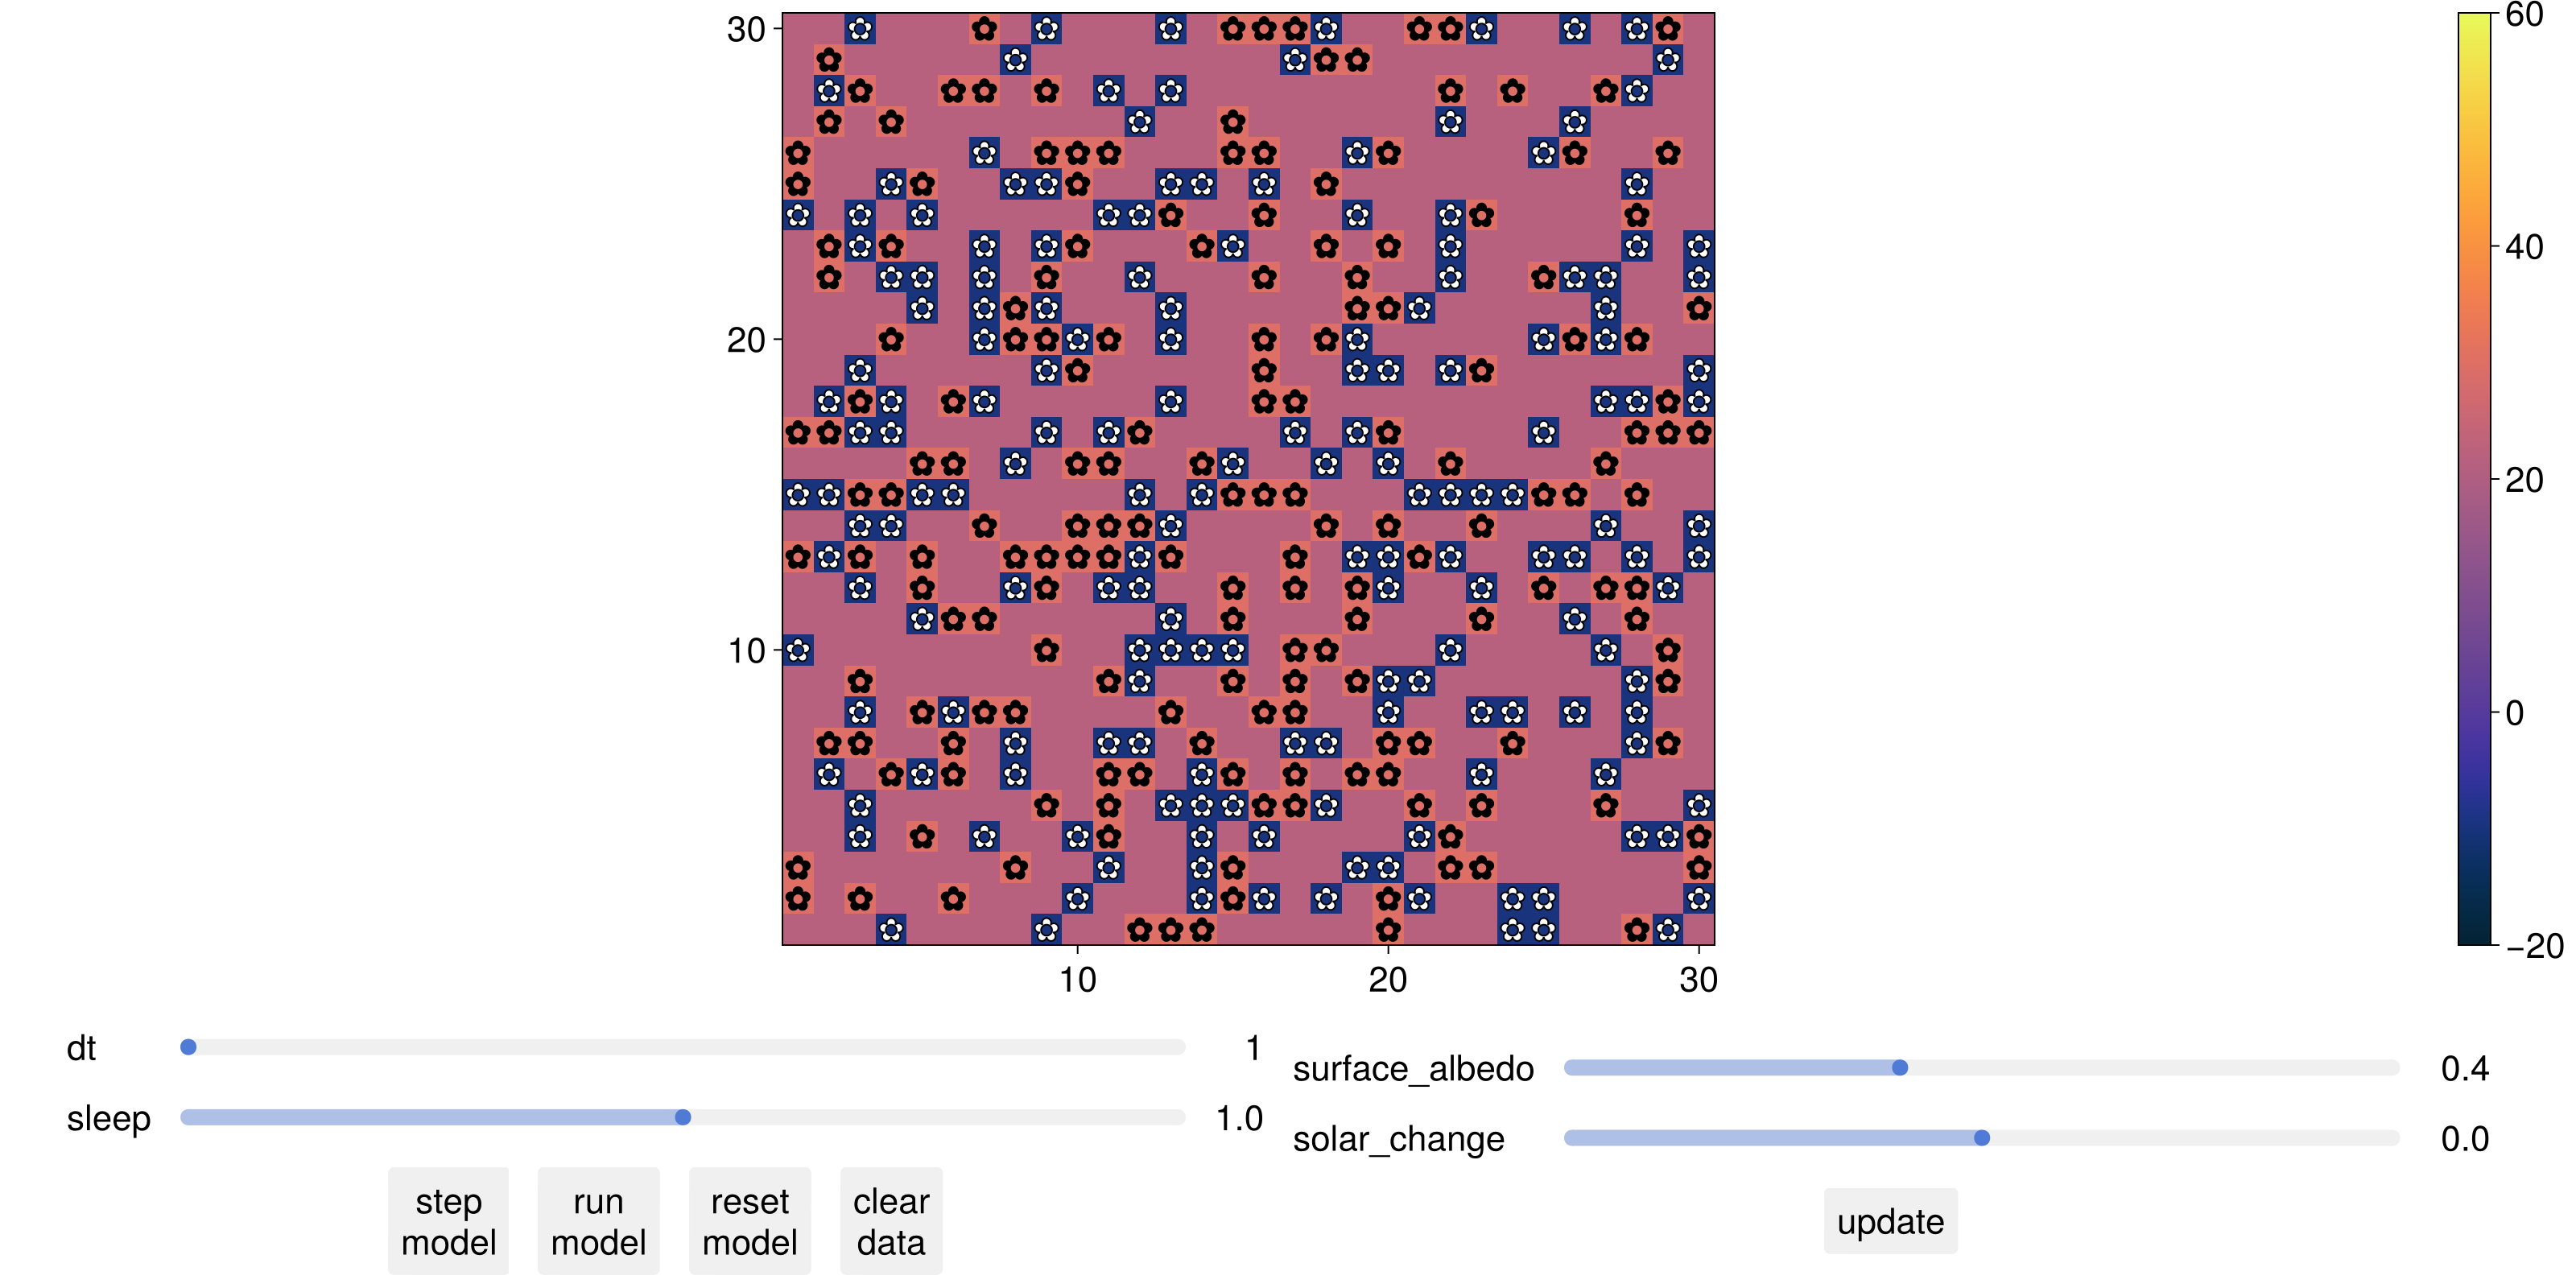 30
20
10
10
20
30
60
40
20
0
−20
dt
1
sleep
1.0
surface_albedo
0.4
solar_change
0.0
step
model
run
model
reset
model
clear
data
update